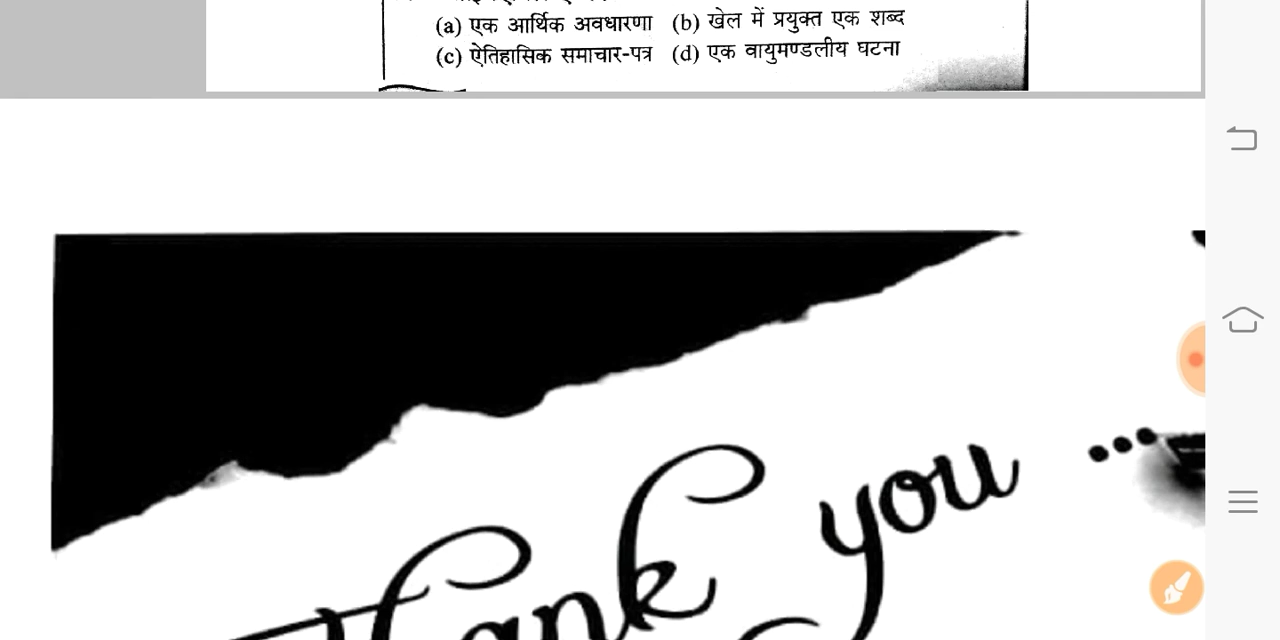 (a) एक आर्थिक अवधारणा (b) खेल में प्रयुक्त एक शब्द
(c) ऐतिहासिक समाचार-पत्र (d) एक वायुमण्डलीय घटना
Thank you ...